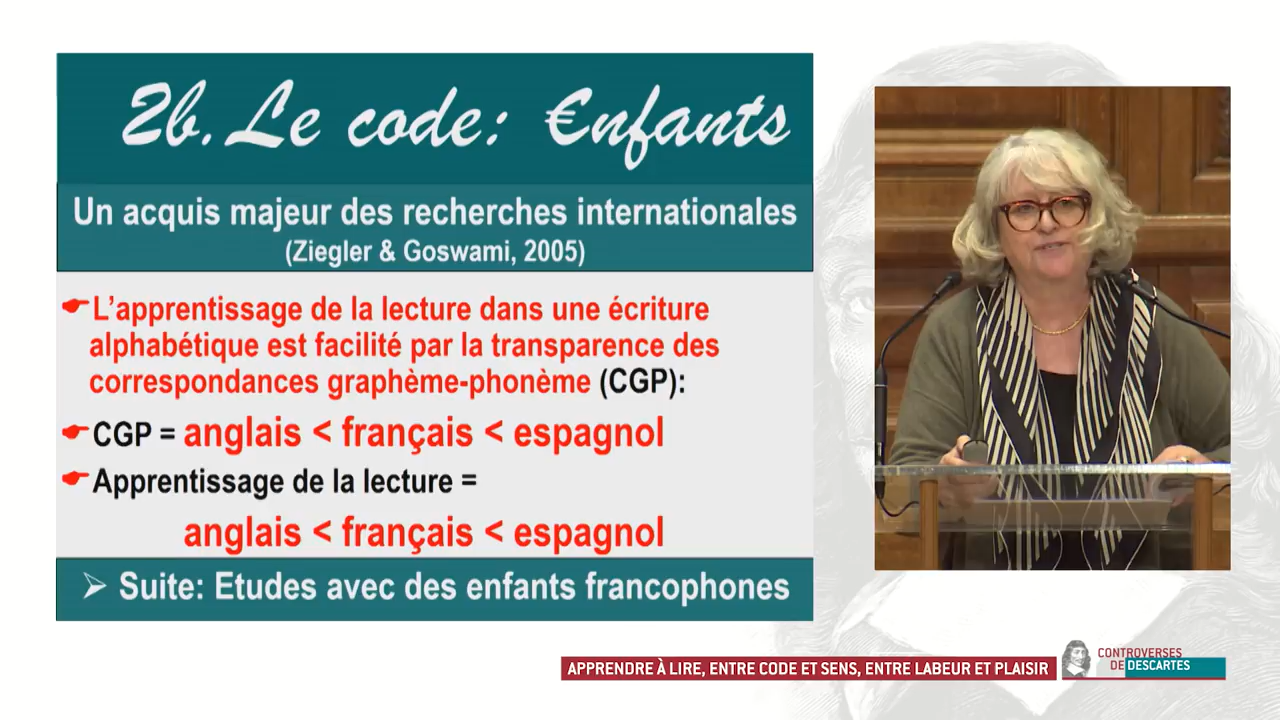 2b. Le code: €nfants
Un acquis majeur des recherches internationales
(Ziegler & Goswami, 2005)
L’apprentissage de la lecture dans une écriture
alphabétique est facilité par la transparence des
correspondances graphème-phonème (CGP):
CGP = anglais < français < espagnol
Apprentissage de la lecture =
anglais < français < espagnol
➢ Suite: Etudes avec des enfants francophones
APPRENDRE À LIRE, ENTRE CODE ET SENS, ENTRE LABEUR ET PLAISIR
CONTROVERSES
DE DESCARTES